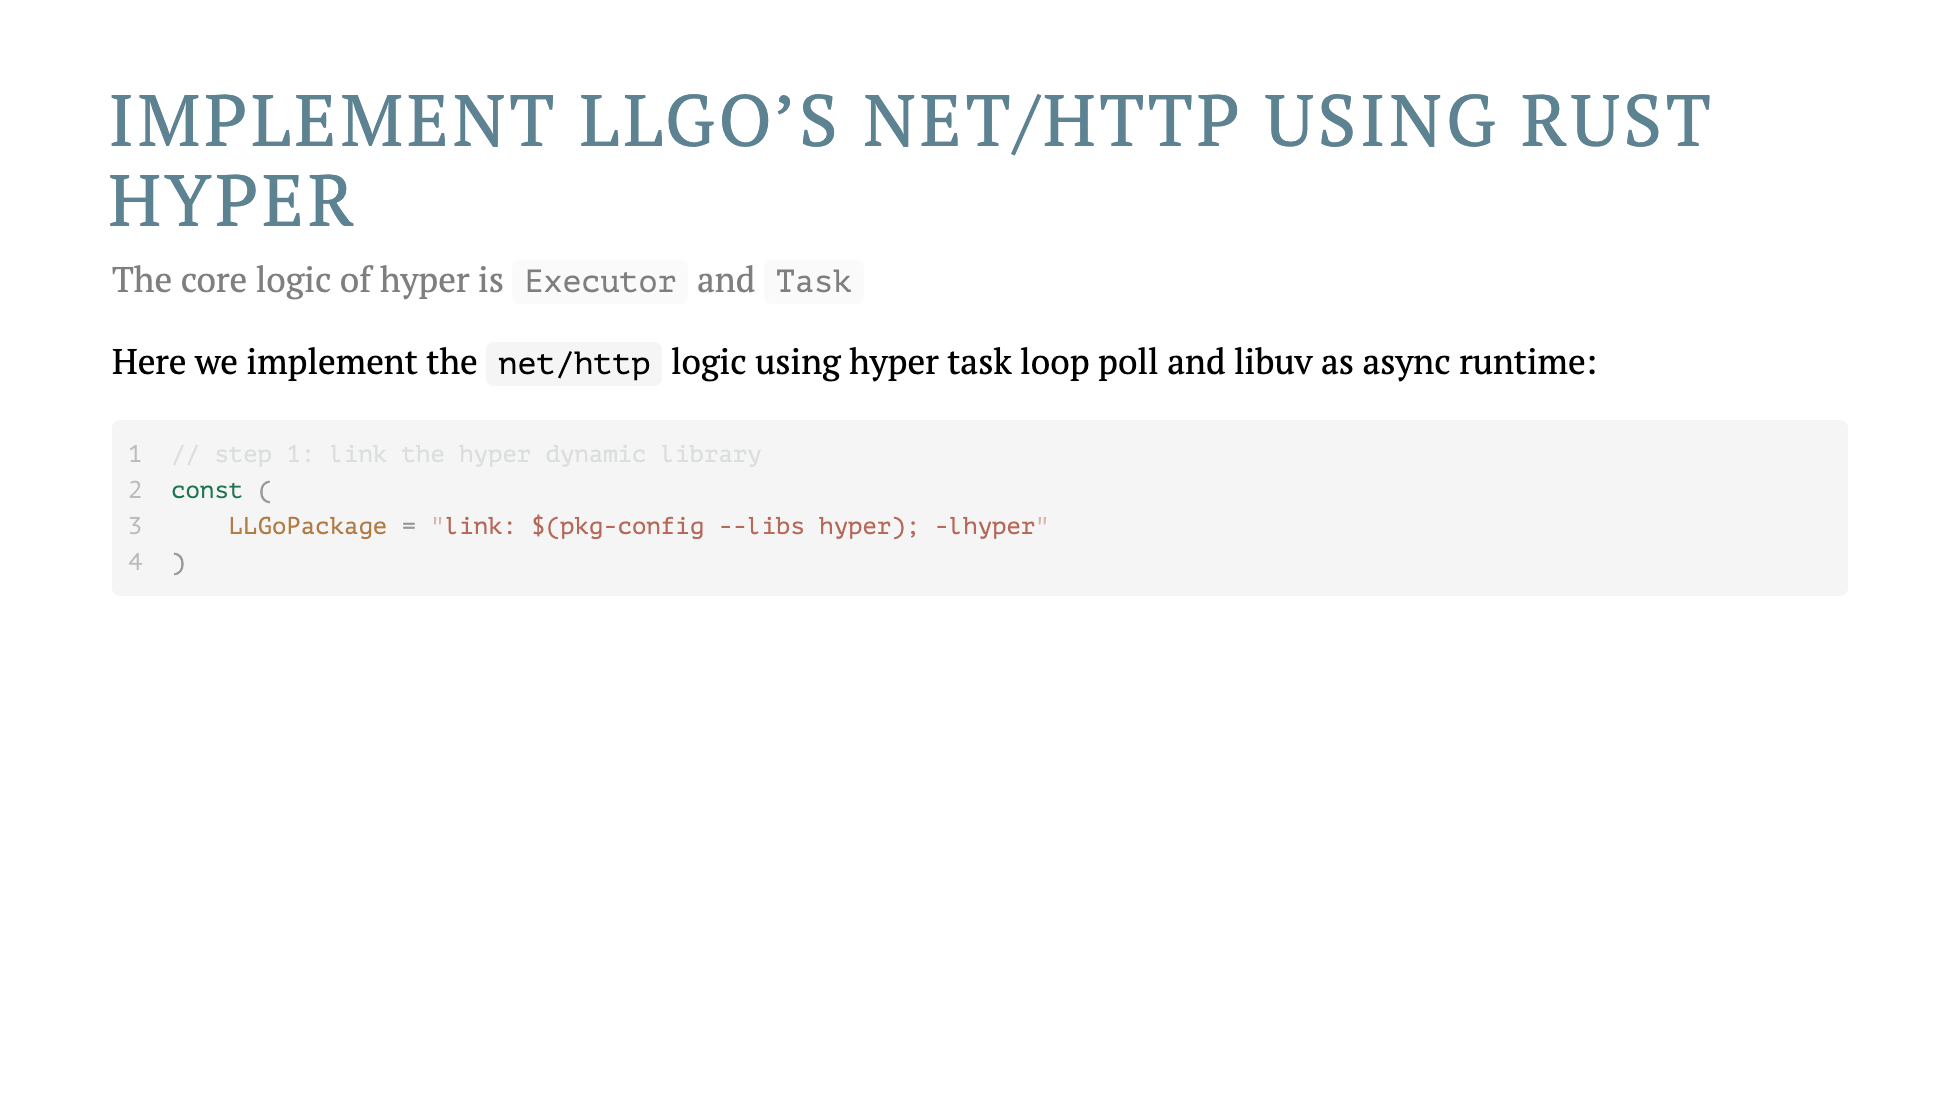 IMPLEMENT LLGO’S NET/HTTP USING RUST
HYPER
The core logic of hyper is Executor and Task
Here we implement the net/http logic using hyper task loop poll and libuv as async runtime:
1 // step 1: link the hyper dynamic library
2 const (
3     LLGoPackage = "link: $(pkg-config --libs hyper); -lhyper"
4 )